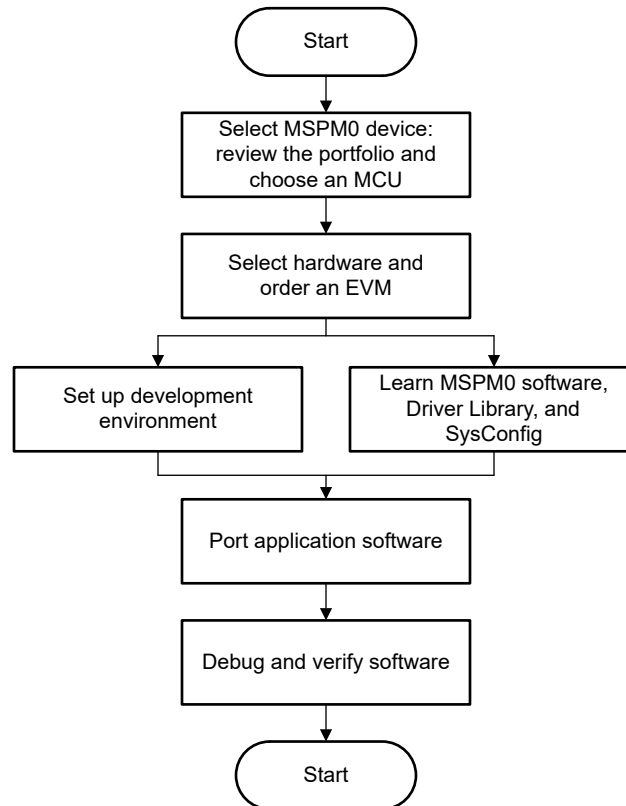 Start
Select MSPM0 device:
review the portfolio and
choose an MCU
Select hardware and
order an EVM
Set up development
environment
Learn MSPM0 software,
Driver Library, and
SysConfig
Port application software
Debug and verify software
Start